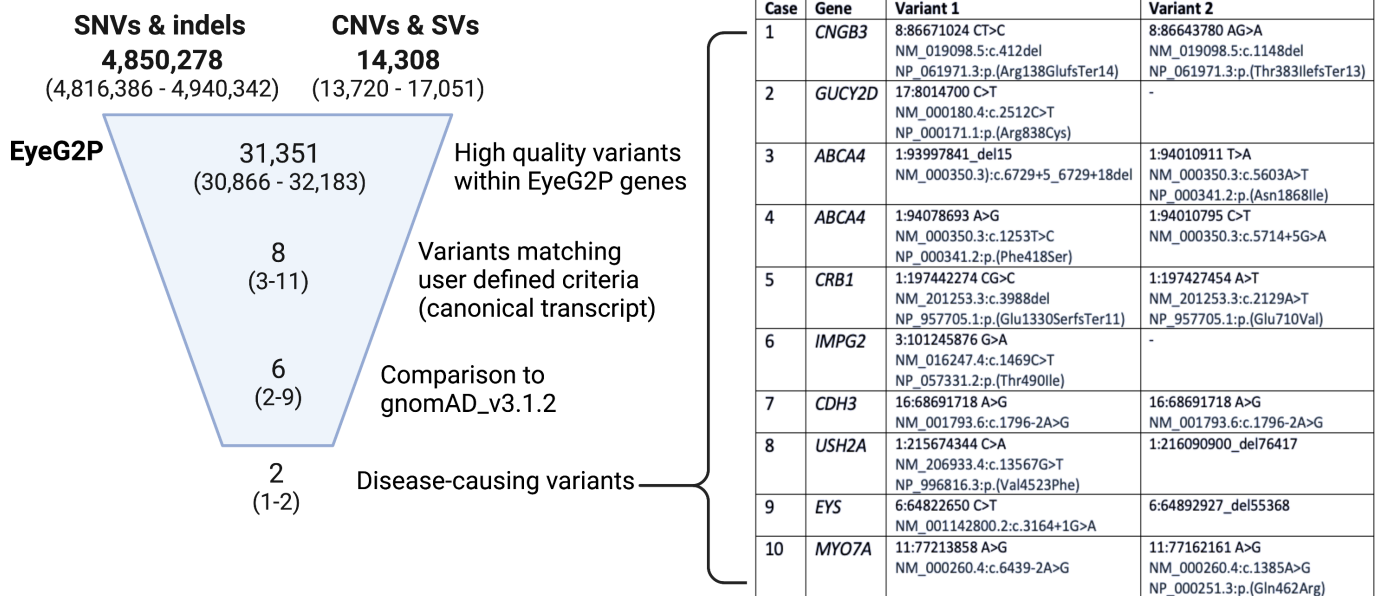 SNVs & indels
4,850,278
(4,816,386 - 4,940,342)
CNVs & SVs
14,308
(13,720 - 17,051)
EyeG2P
31,351
(30,866 - 32,183)
High quality variants
within EyeG2P genes
8
(3-11)
Variants matching
user defined criteria
(canonical transcript)
6
(2-9)
Comparison to
gnomAD_v3.1.2
2
(1-2)
Disease-causing variants
Case Gene Variant 1 Variant 2
1 CNGB3 8:86671024 CT>C 8:86643780 AG>A
NM_019098.5:c.412del NM_019098.5:c.1148del
NP_061971.3:p.(Arg138GlufsTer14) NP_061971.3:p.(Thr383IlefsTer13)
2 GUCY2D 17:8014700 C>T -
NM_000180.4:c.2512C>T
NP_000171.1:p.(Arg838Cys)
3 ABCA4 1:93997841_del15 1:94010911 T>A
NM_000350.3):c.6729+5_6729+18del NM_000350.3:c.5603A>T
NP_000341.2:p.(Asn1868Ile)
4 ABCA4 1:94078693 A>G 1:94010795 C>T
NM_000350.3:c.1253T>C NM_000350.3:c.5714+5G>A
NP_000341.2:p.(Phe418Ser)
5 CRB1 1:197442274 CG>C 1:197427454 A>T
NM_201253.3:c.3988del NM_201253.3:c.2129A>T
NP_957705.1:p.(Glu1330SerfsTer11) NP_957705.1:p.(Glu710Val)
6 IMPG2 3:101245876 G>A -
NM_016247.4:c.1469C>T
NP_057331.2:p.(Thr490Ile)
7 CDH3 16:68691718 A>G 16:68691718 A>G
NM_001793.6:c.1796-2A>G NM_001793.6:c.1796-2A>G
8 USH2A 1:215674344 C>A 1:216090900_del76417
NM_206933.4:c.13567G>T
NP_996816.3:p.(Val4523Phe)
9 EYS 6:64822650 C>T 6:64892927_del55368
NM_001142800.2:c.3164+1G>A
10 MYO7A 11:77213858 A>G 11:77162161 A>G
NM_000260.4:c.6439-2A>G NM_000260.4:c.1385A>G
NP_000251.3:p.(Gln462Arg)